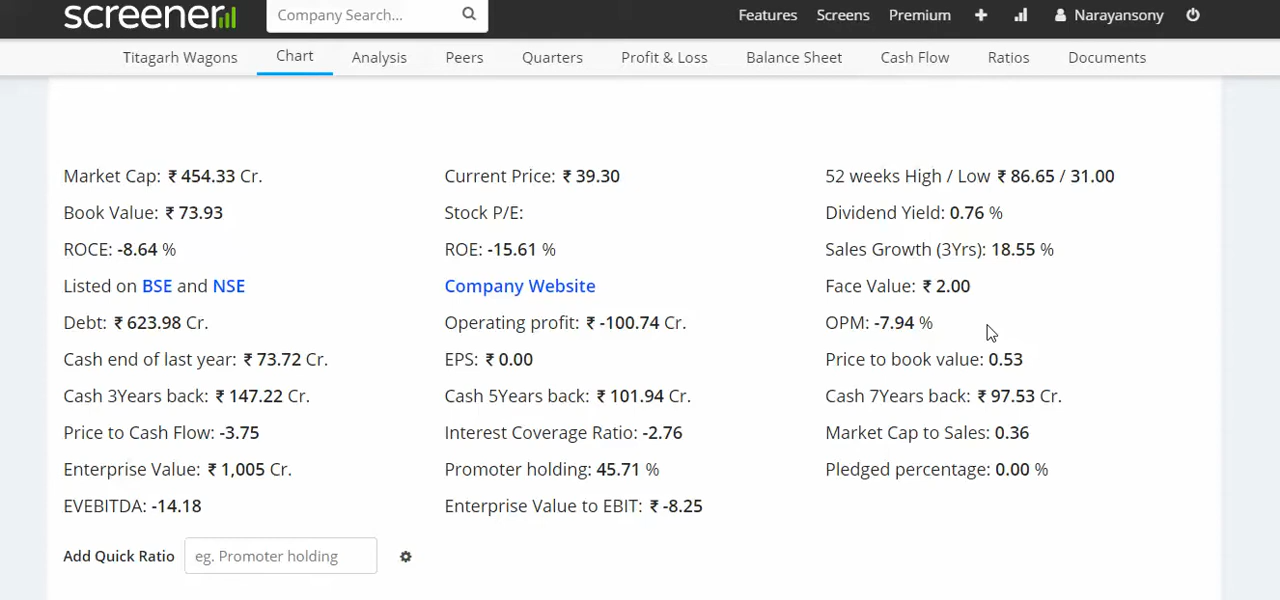 screener
Company Search...
Features Screens Premium Narayansony
Titagarh Wagons Chart Analysis Peers Quarters Profit & Loss Balance Sheet Cash Flow Ratios Documents
Market Cap: ₹ 454.33 Cr. Current Price: ₹ 39.30 52 weeks High / Low ₹ 86.65 / 31.00
Book Value: ₹ 73.93 Stock P/E: Dividend Yield: 0.76 %
ROCE: -8.64 % ROE: -15.61 % Sales Growth (3Yrs): 18.55 %
Listed on BSE and NSE Company Website Face Value: ₹ 2.00
Debt: ₹ 623.98 Cr. Operating profit: ₹ -100.74 Cr. OPM: -7.94 %
Cash end of last year: ₹ 73.72 Cr. EPS: ₹ 0.00 Price to book value: 0.53
Cash 3Years back: ₹ 147.22 Cr. Cash 5Years back: ₹ 101.94 Cr. Cash 7Years back: ₹ 97.53 Cr.
Price to Cash Flow: -3.75 Interest Coverage Ratio: -2.76 Market Cap to Sales: 0.36
Enterprise Value: ₹ 1,005 Cr. Promoter holding: 45.71 % Pledged percentage: 0.00 %
EVEBITDA: -14.18 Enterprise Value to EBIT: ₹ -8.25
Add Quick Ratio eg. Promoter holding